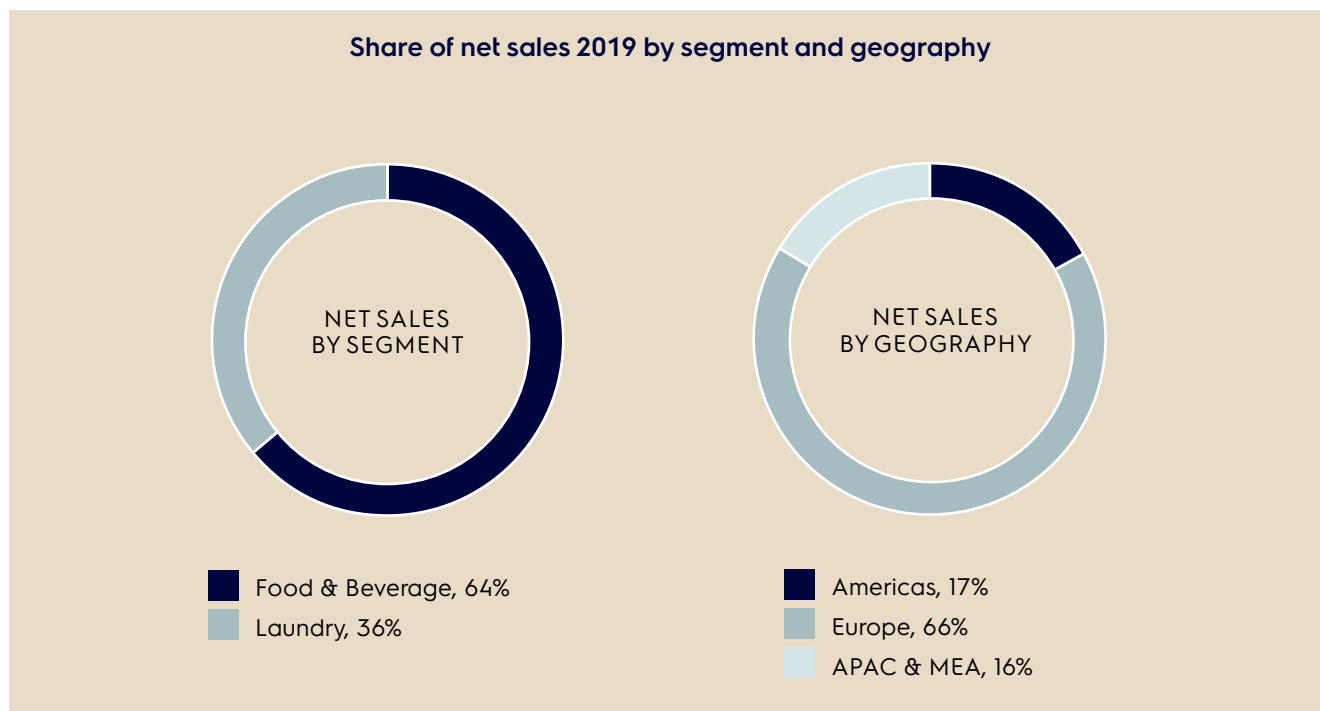 Share of net sales 2019 by segment and geography
NET SALES
BY SEGMENT
Food & Beverage, 64%
Laundry, 36%
NET SALES
BY GEOGRAPHY
Americas, 17%
Europe, 66%
APAC & MEA, 16%